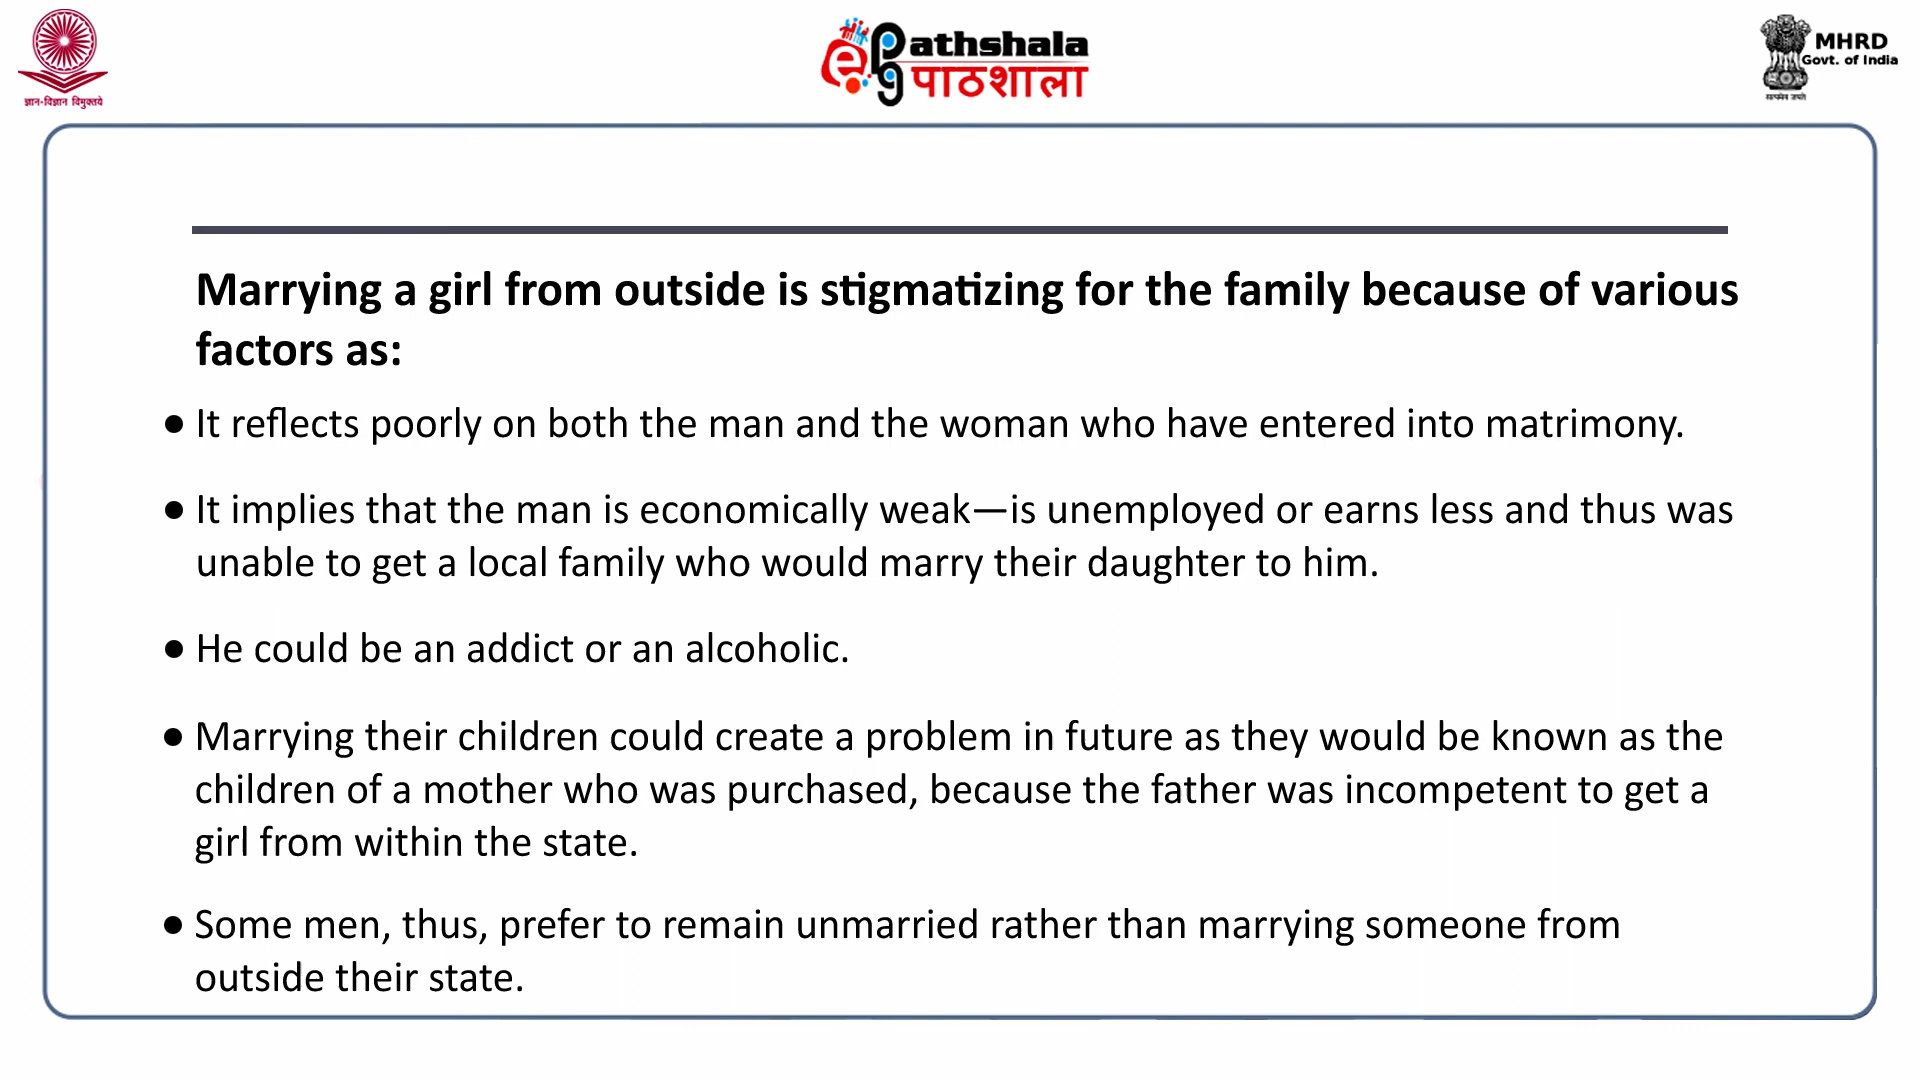 ज्ञान-विज्ञान विमुक्तये
ePG Pathshala
पाठशाला
MHRD
Govt. of India
सत्यमेव जयते
Marrying a girl from outside is stigmatizing for the family because of various
factors as:
● It reflects poorly on both the man and the woman who have entered into matrimony.
● It implies that the man is economically weak—is unemployed or earns less and thus was
unable to get a local family who would marry their daughter to him.
● He could be an addict or an alcoholic.
● Marrying their children could create a problem in future as they would be known as the
children of a mother who was purchased, because the father was incompetent to get a
girl from within the state.
● Some men, thus, prefer to remain unmarried rather than marrying someone from
outside their state.